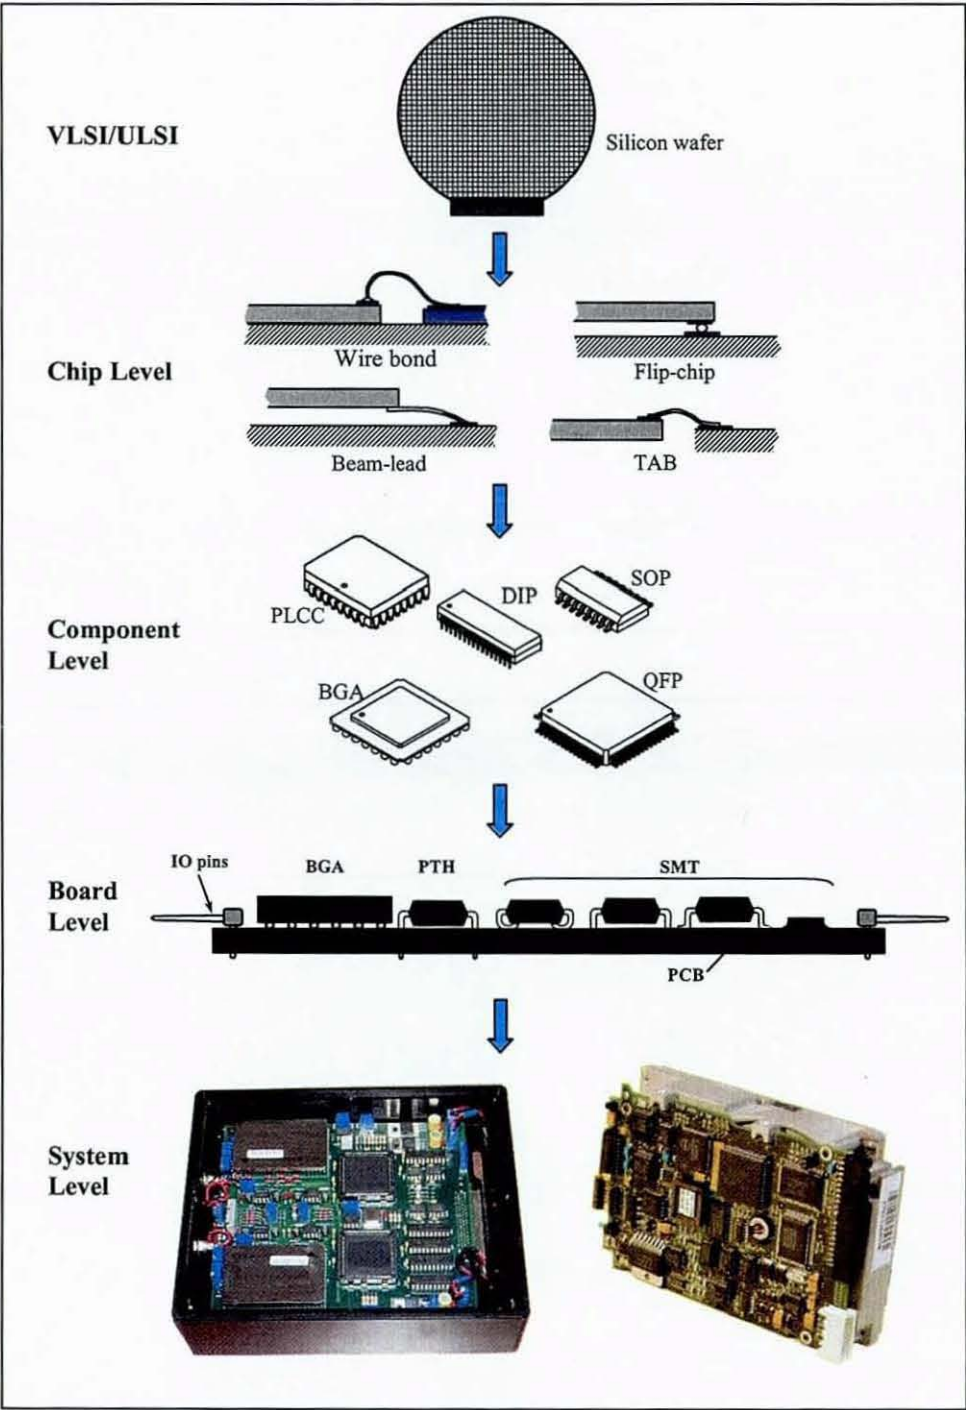 VLSI/ULSI
Silicon wafer
Chip Level
Wire bond
Flip-chip
Beam-lead
TAB
Component
Level
PLCC
DIP
SOP
BGA
QFP
Board
Level
IO pins
BGA
PTH
SMT
PCB
System
Level